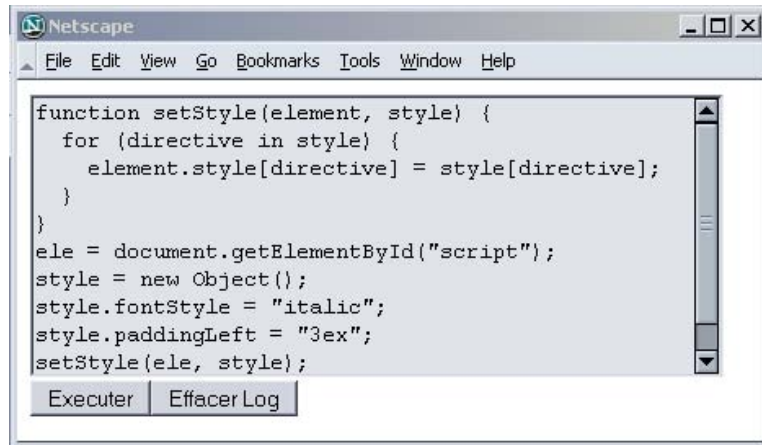 Netscape
File Edit View Go Bookmarks Tools Window Help
function setStyle(element, style) {
  for (directive in style) {
    element.style[directive] = style[directive];
  }
}
ele = document.getElementById("script");
style = new Object();
style.fontStyle = "italic";
style.paddingLeft = "3ex";
setStyle(ele, style);
Executer Effacer Log